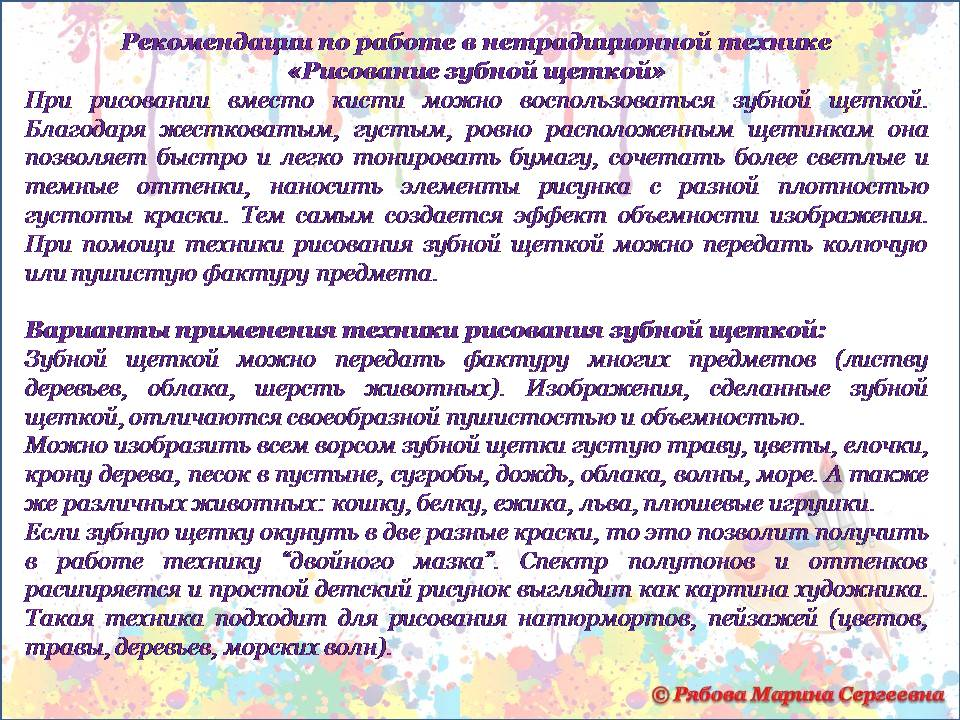 Рекомендации по работе в нетрадиционной технике
«Рисование зубной щеткой»
При рисовании вместо кисти можно воспользоваться зубной щеткой.
Благодаря жестковатым, густым, ровно расположенным щетинкам она
позволяет быстро и легко тонировать бумагу, сочетать более светлые и
темные оттенки, наносить элементы рисунка с разной плотностью
густоты краски. Тем самым создается эффект объемности изображения.
При помощи техники рисования зубной щеткой можно передать колючую
или пушистую фактуру предмета.
Варианты применения техники рисования зубной щеткой:
Зубной щеткой можно передать фактуру многих предметов (листву
деревьев, облака, шерсть животных). Изображения, сделанные зубной
щеткой, отличаются своеобразной пушистостью и объемностью.
Можно изобразить всем ворсом зубной щетки густую траву, цветы, елочки,
крону дерева, песок в пустыне, сугробы, дождь, облака, волны, море. А также
же различных животных: кошку, белку, ежика, льва, плюшевые игрушки.
Если зубную щетку окунуть в две разные краски, то это позволит получить
в работе технику “двойного мазка”. Спектр полутонов и оттенков
расширяется и простой детский рисунок выглядит как картина художника.
Такая техника подходит для рисования натюрмортов, пейзажей (цветов,
травы, деревьев, морских волн).
© Рябова Марина Сергеевна